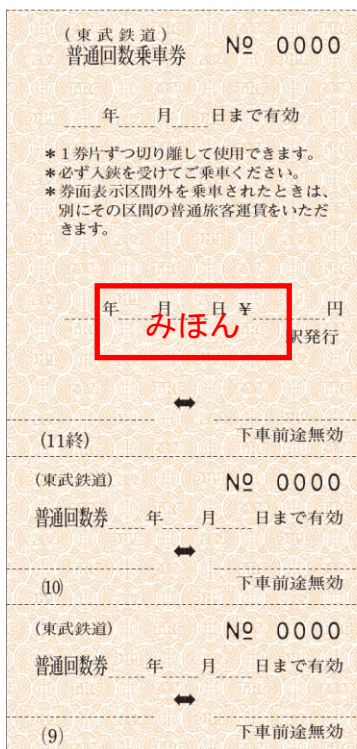 (東武鉄道)
普通回数乗車券 № 0000
年 月 日まで有効
*1券片ずつ切り離して使用できます。
*必ず入鋏を受けてご乗車ください。
*券面表示区間外を乗車されたときは、
別にその区間の普通旅客運賃をいただ
きます。
年 月 日 ¥ 円
みほん
駅発行
⬌
(11終) 下車前途無効
(東武鉄道) № 0000
普通回数券 年 月 日まで有効
⬌
(10) 下車前途無効
(東武鉄道) № 0000
普通回数券 年 月 日まで有効
⬌
(9) 下車前途無効